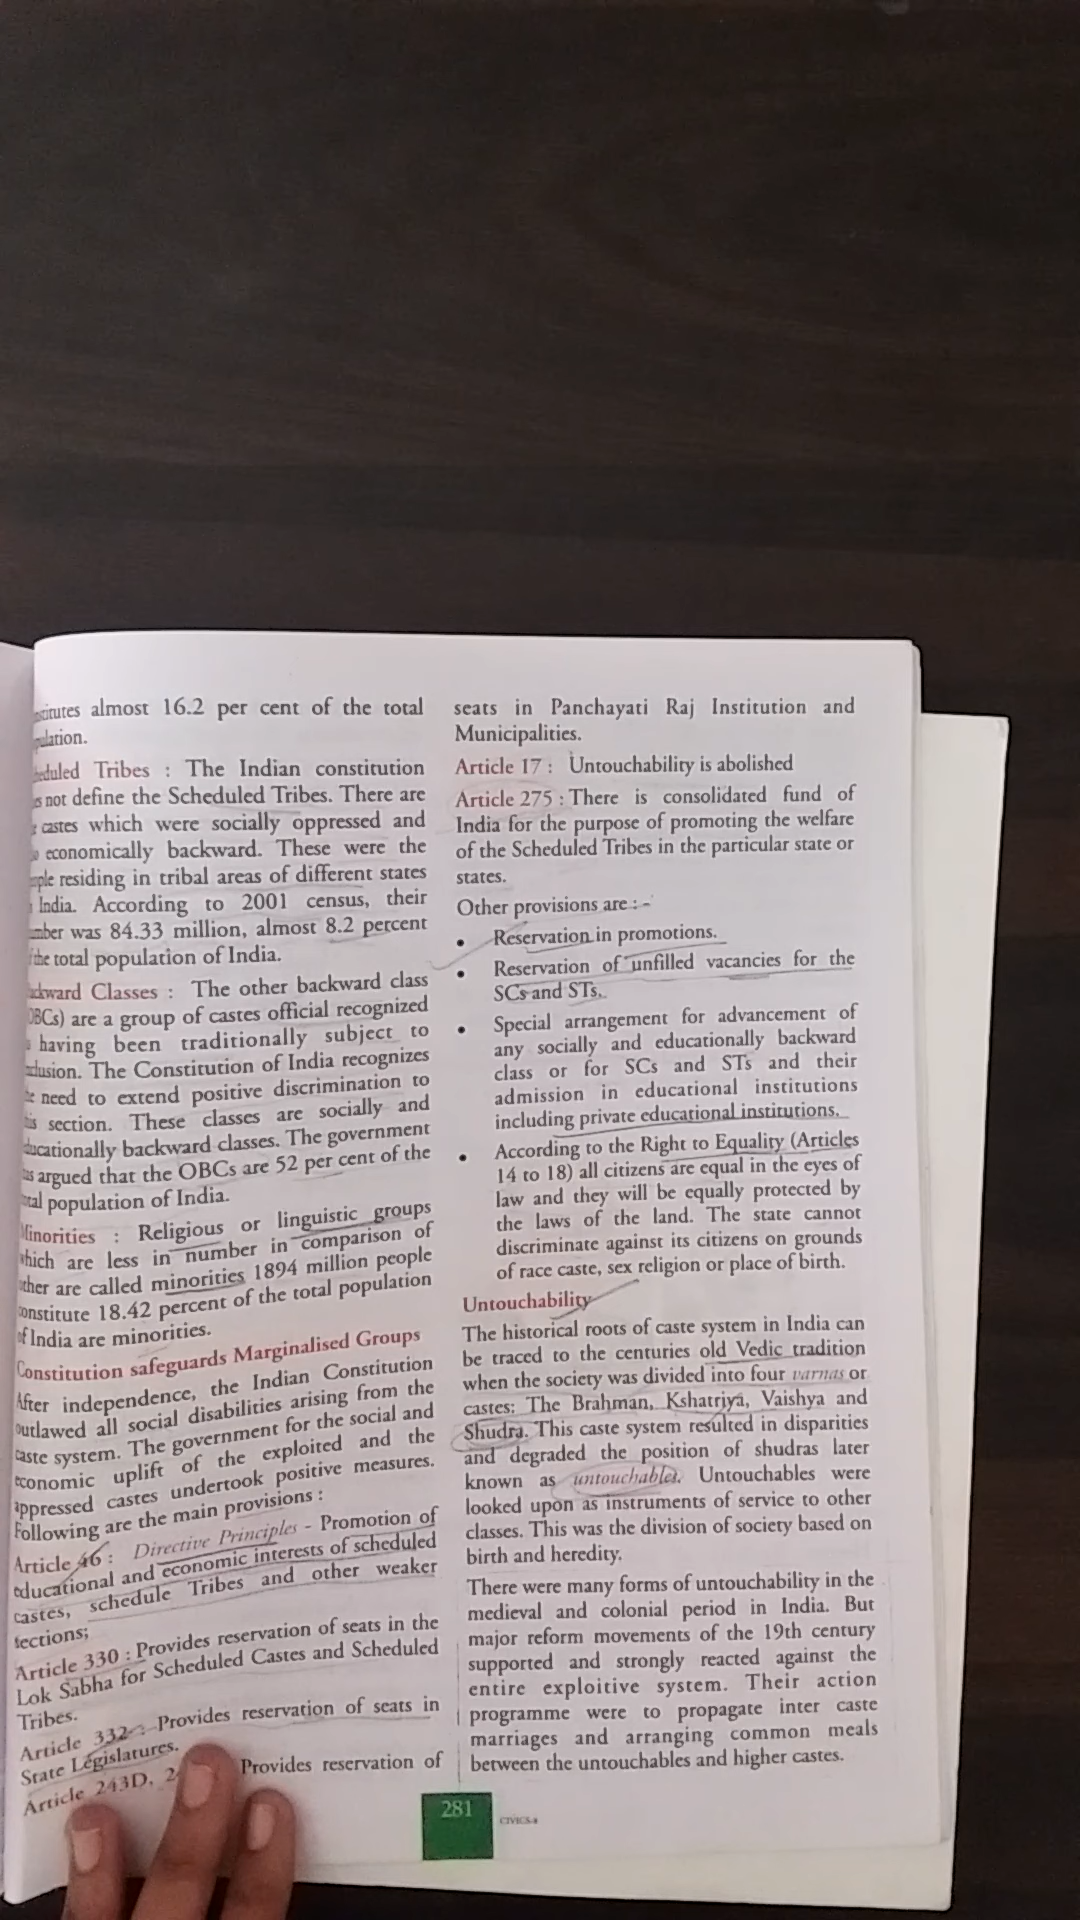 almost 16.2 per cent of the total
Tribes : The Indian constitution
not define the Scheduled Tribes. There are
castes which were socially oppressed and
economically backward. These were the
residing in tribal areas of different states
India. According to 2001 census, their
was 84.33 million, almost 8.2 percent
the total population of India.
Classes : The other backward class
are a group of castes official recognized
having been traditionally subject to
The Constitution of India recognizes
need to extend positive discrimination to
section. These classes are socially and
backward classes. The government
argued that the OBCs are 52 per cent of the
population of India.
Minorities : Religious or linguistic groups
which are less in number in comparison of
other are called minorities 1894 million people
constitute 18.42 percent of the total population
of India are minorities.
Constitution safeguards Marginalised Groups
After independence, the Indian Constitution
outlawed all social disabilities arising from the
caste system. The government for the social and
economic uplift of the exploited and the
appressed castes undertook positive measures.
Following are the main provisions :
Article 46 : Directive Principles - Promotion of
educational and economic interests of scheduled
castes, schedule Tribes and other weaker
sections;
Article 330 : Provides reservation of seats in the
Lok Sabha for Scheduled Castes and Scheduled
Tribes.
Article 332 : Provides reservation of seats in
State Legislatures.
Article 243D, Provides reservation of
seats in Panchayati Raj Institution and
Municipalities.
Article 17 : Untouchability is abolished
Article 275 : There is consolidated fund of
India for the purpose of promoting the welfare
of the Scheduled Tribes in the particular state or
states.
Other provisions are : -
• Reservation in promotions.
• Reservation of unfilled vacancies for the
SCs and STs.
• Special arrangement for advancement of
any socially and educationally backward
class or for SCs and STs and their
admission in educational institutions
including private educational institutions.
• According to the Right to Equality (Articles
14 to 18) all citizens are equal in the eyes of
law and they will be equally protected by
the laws of the land. The state cannot
discriminate against its citizens on grounds
of race caste, sex religion or place of birth.
Untouchability
The historical roots of caste system in India can
be traced to the centuries old Vedic tradition
when the society was divided into four varnas or
castes: The Brahman, Kshatriya, Vaishya and
Shudra. This caste system resulted in disparities
and degraded the position of shudras later
known as untouchables. Untouchables were
looked upon as instruments of service to other
classes. This was the division of society based on
birth and heredity.
There were many forms of untouchability in the
medieval and colonial period in India. But
major reform movements of the 19th century
supported and strongly reacted against the
entire exploitive system. Their action
programme were to propagate inter caste
marriages and arranging common meals
between the untouchables and higher castes.
281
CIVICS-8